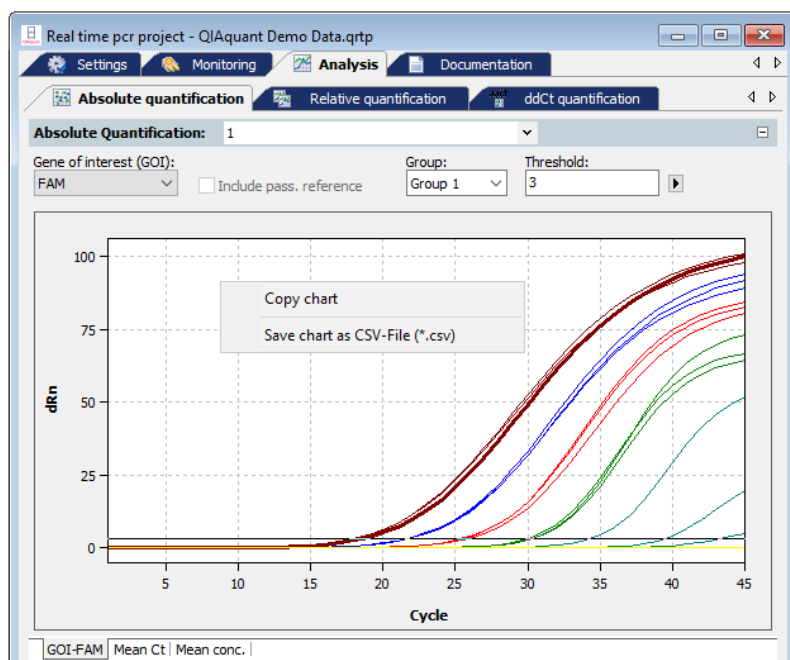 Real time pcr project - QIAquant Demo Data.qrtp
Settings Monitoring Analysis Documentation
Absolute quantification Relative quantification ddCt quantification
Absolute Quantification: 1
Gene of interest (GOI): Group: Threshold:
FAM Include pass. reference Group 1 3
100
Copy chart
75
Save chart as CSV-File (*.csv)
dRn
50
25
0
5 10 15 20 25 30 35 40 45
Cycle
GOI-FAM Mean Ct Mean conc.